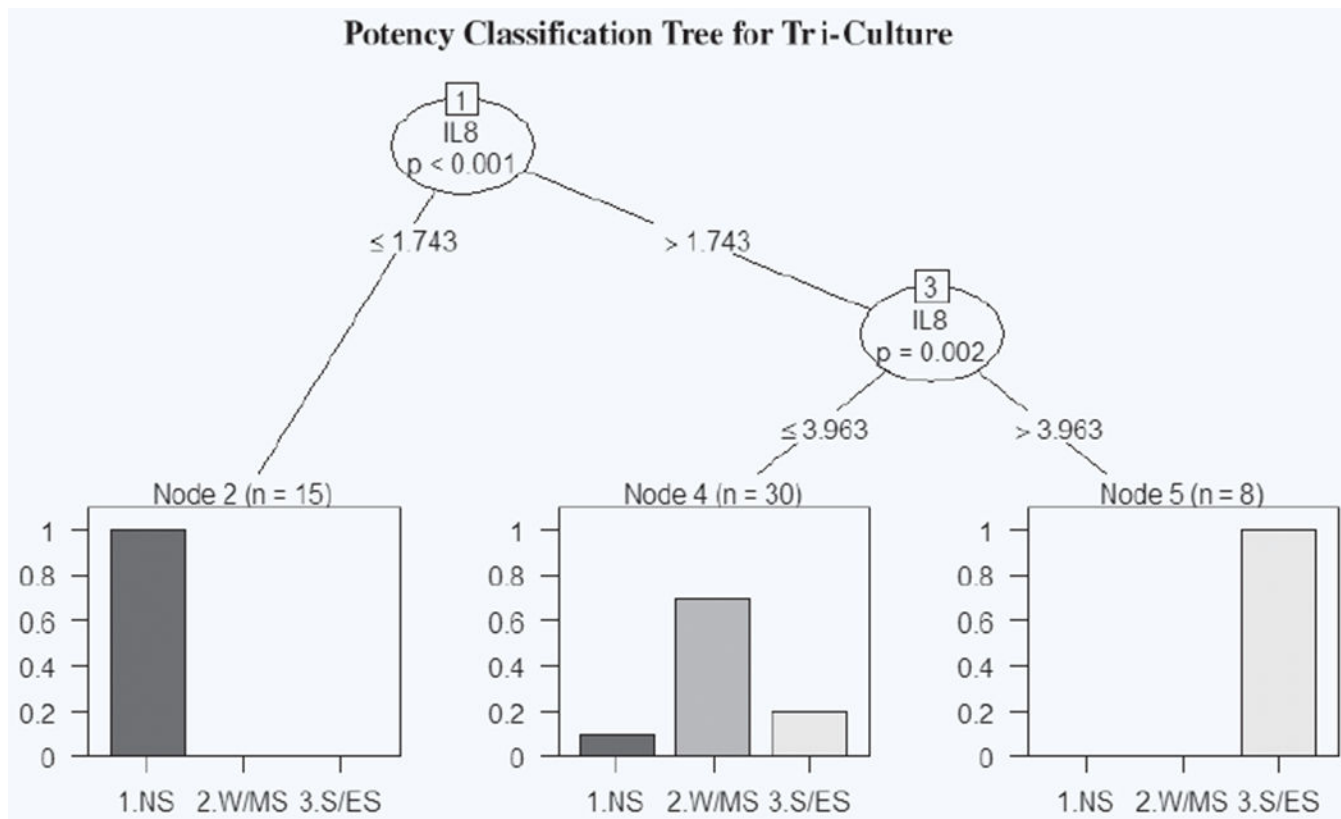 Potency Classification Tree for Tri-Culture
1
IL8
p < 0.001
≤ 1.743
> 1.743
3
IL8
p = 0.002
≤ 3.963
> 3.963
Node 2 (n = 15)
1
0.8
0.6
0.4
0.2
0
1.NS 2.W/MS 3.S/ES
Node 4 (n = 30)
1
0.8
0.6
0.4
0.2
0
1.NS 2.W/MS 3.S/ES
Node 5 (n = 8)
1
0.8
0.6
0.4
0.2
0
1.NS 2.W/MS 3.S/ES